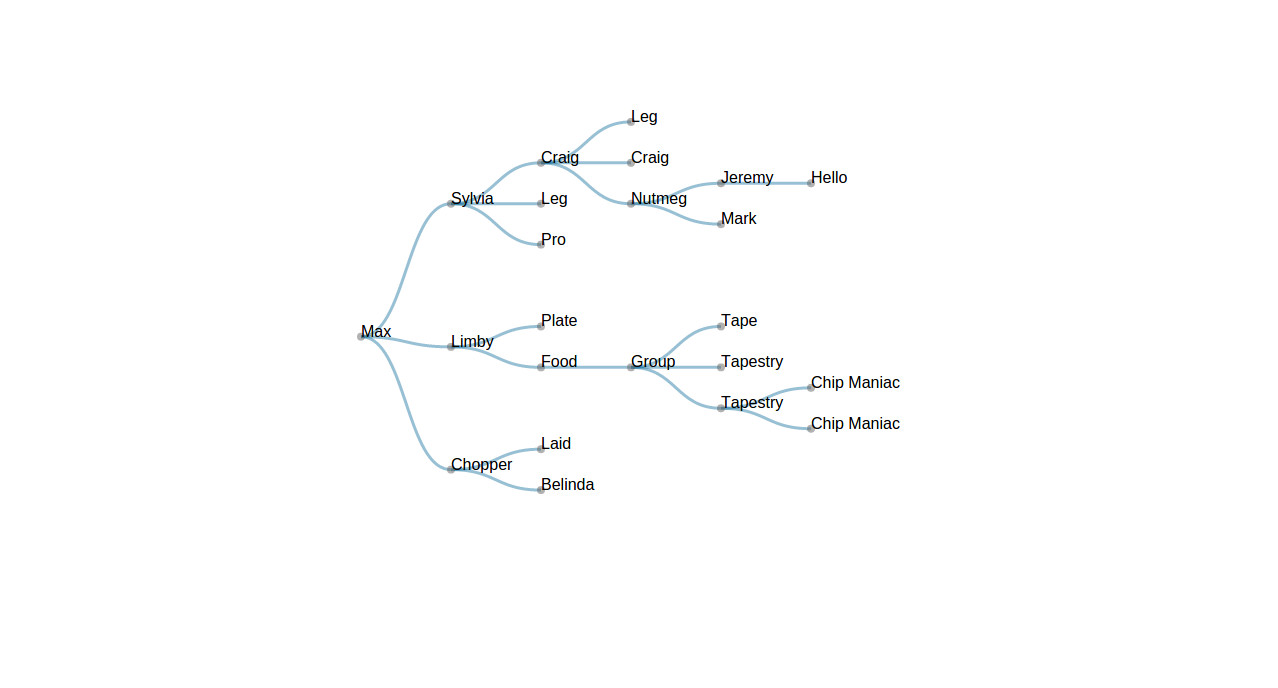 Leg
Craig
Craig
Jeremy
Hello
Sylvia
Leg
Nutmeg
Mark
Pro
Plate
Tape
Max
Limby
Food
Group
Tapestry
Chip Maniac
Tapestry
Chip Maniac
Laid
Chopper
Belinda